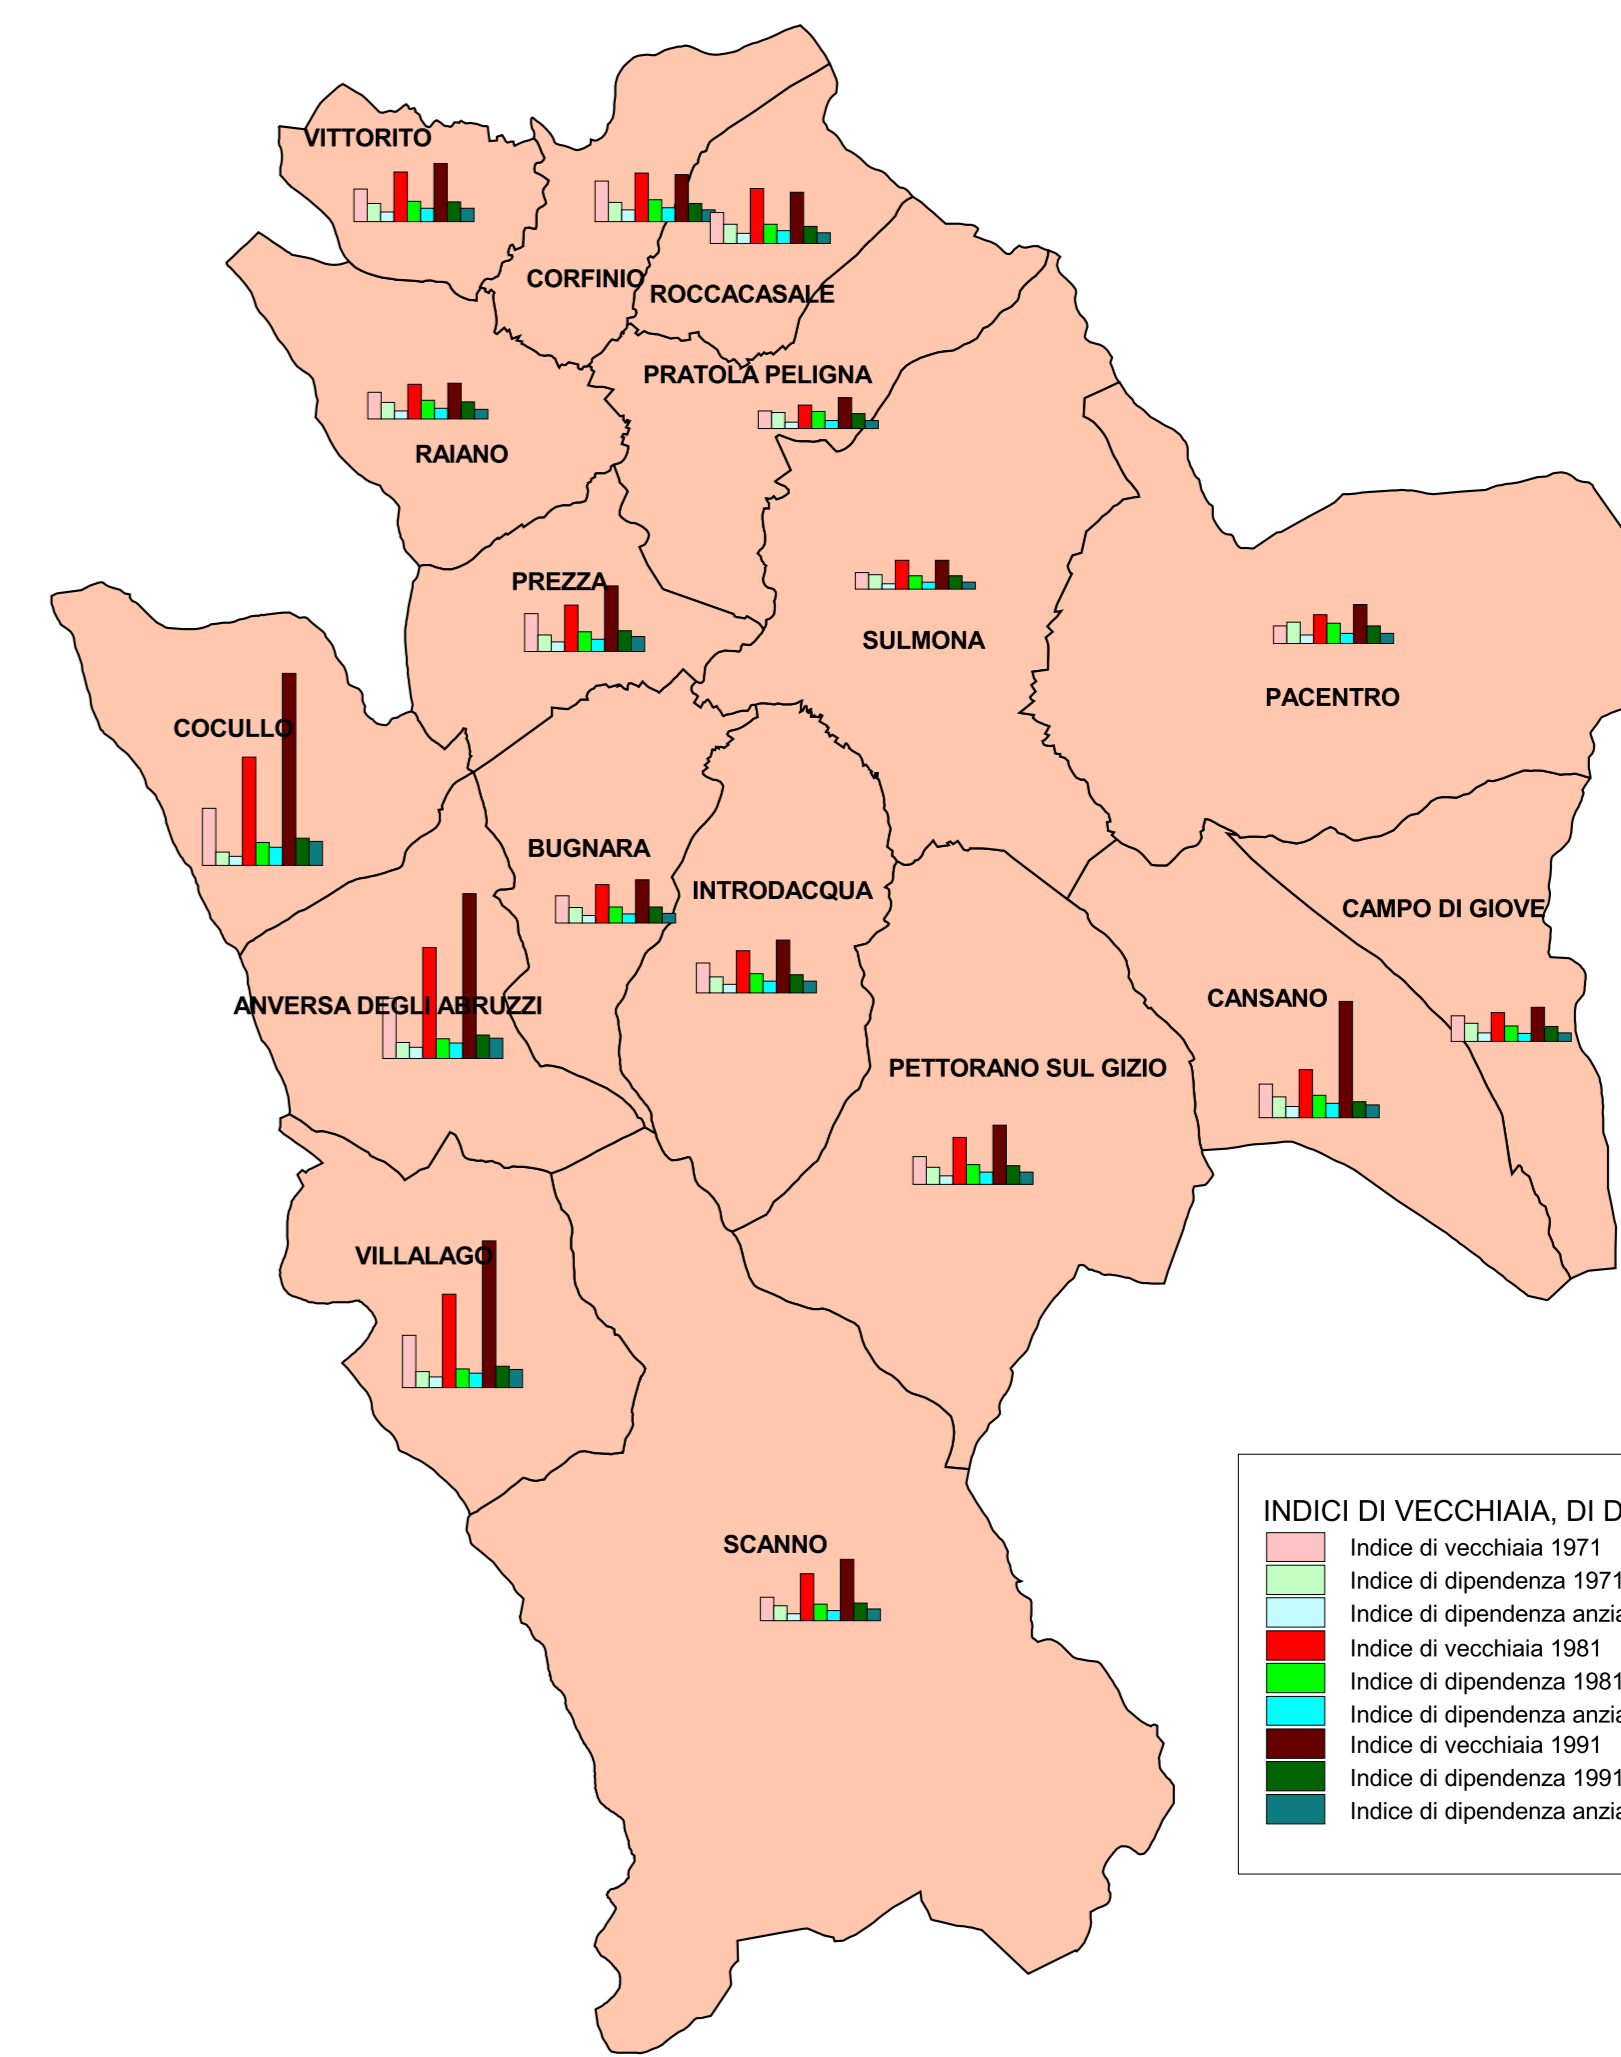 VITTORITO
CORFINIO
ROCCACASALE
PRATOLA PELIGNA
RAIANO
PREZZA
SULMONA
PACENTRO
COCULLO
BUGNARA
INTRODACQUA
CAMPO DI GIOVE
CANSANO
ANVERSA DEGLI ABRUZZI
PETTORANO SUL GIZIO
VILLALAGO
SCANNO
INDICI DI VECCHIAIA, DI D
Indice di vecchiaia 1971
Indice di dipendenza 1971
Indice di dipendenza anzia
Indice di vecchiaia 1981
Indice di dipendenza 1981
Indice di dipendenza anzia
Indice di vecchiaia 1991
Indice di dipendenza 1991
Indice di dipendenza anzia